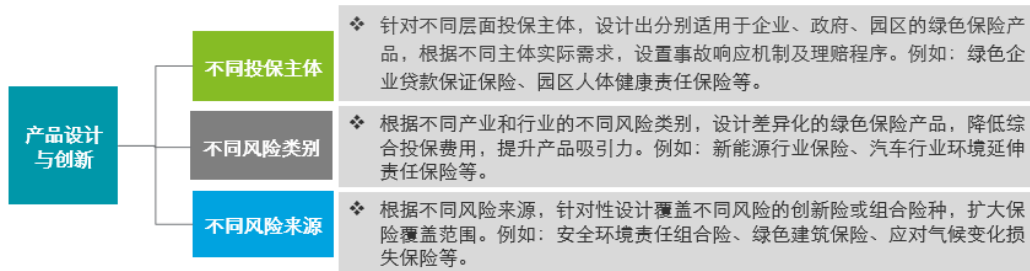 产品设计
与创新
不同投保主体
❖ 针对不同层面投保主体，设计出分别适用于企业、政府、园区的绿色保险产
品，根据不同主体实际需求，设置事故响应机制及理赔程序。例如：绿色企
业贷款保证保险、园区人体健康责任保险等。
不同风险类别
❖ 根据不同产业和行业的不同风险类别，设计差异化的绿色保险产品，降低综
合投保费用，提升产品吸引力。例如：新能源行业保险、汽车行业环境延伸
责任保险等。
不同风险来源
❖ 根据不同风险来源，针对性设计覆盖不同风险的创新险或组合险种，扩大保
险覆盖范围。例如：安全环境责任组合险、绿色建筑保险、应对气候变化损
失保险等。